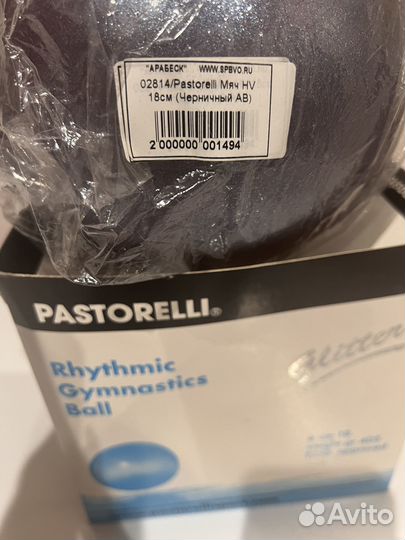 "АРАБЕСК" WWW.SPBVO.RU
02814/Pastorelli Мяч HV
18см (Черничный AB)
2 000000 001494
PASTORELLI®
Glitter
Rhythmic
Gymnastics
Ball
Avito